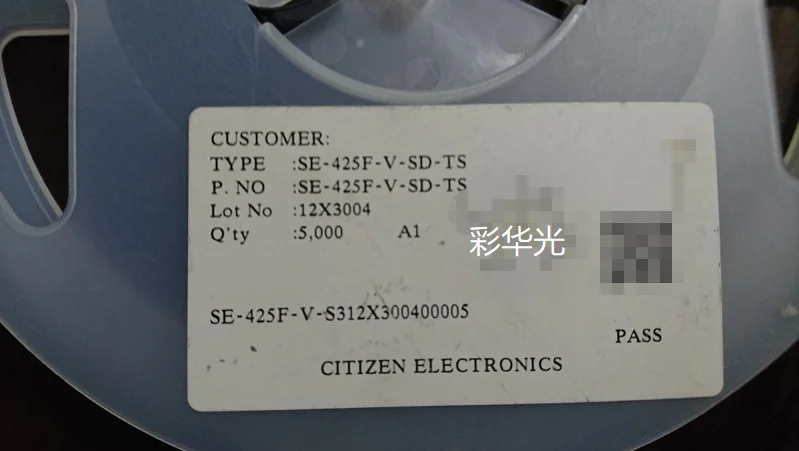 CUSTOMER:
TYPE :SE-425F-V-SD-TS
P. NO :SE-425F-V-SD-TS
Lot No :12X3004
Q'ty :5,000 A1
彩华光
SE-425F-V-S312X300400005
PASS
CITIZEN ELECTRONICS